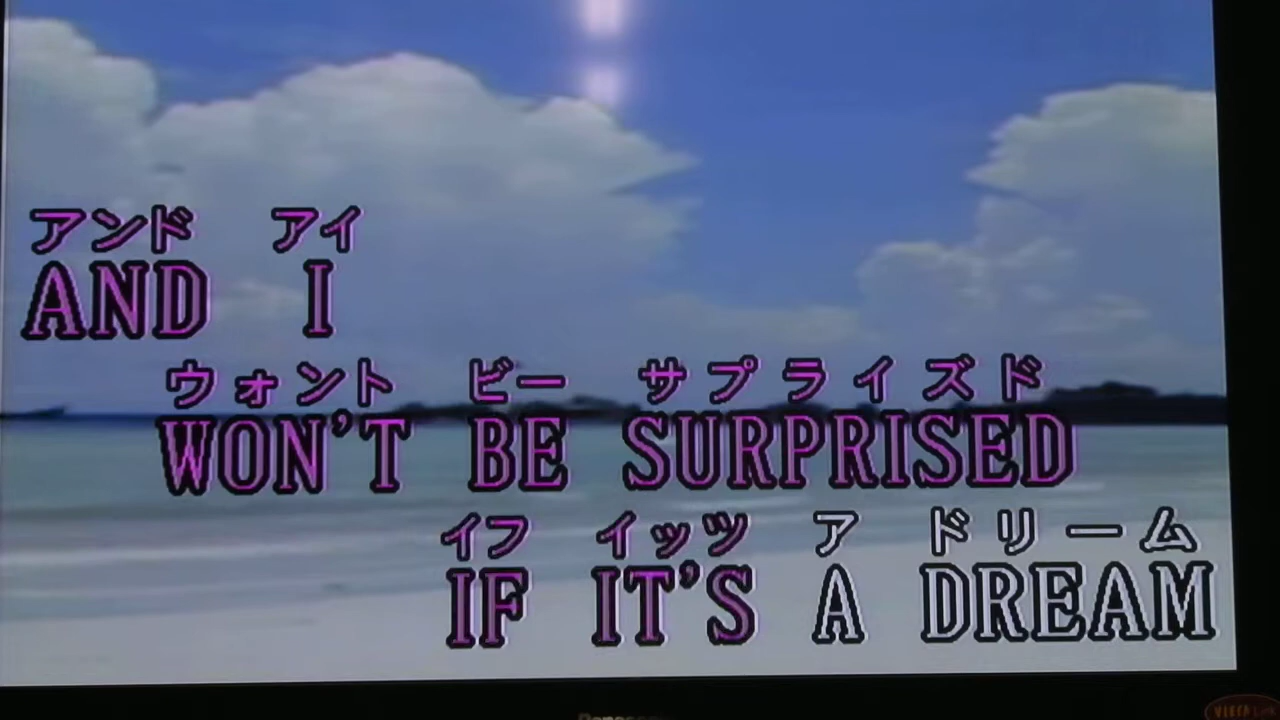 アンド アイ
AND I
ウォント ビー サプライズド
WON'T BE SURPRISED
イフ イッツ ア ドリーム
IF IT'S A DREAM